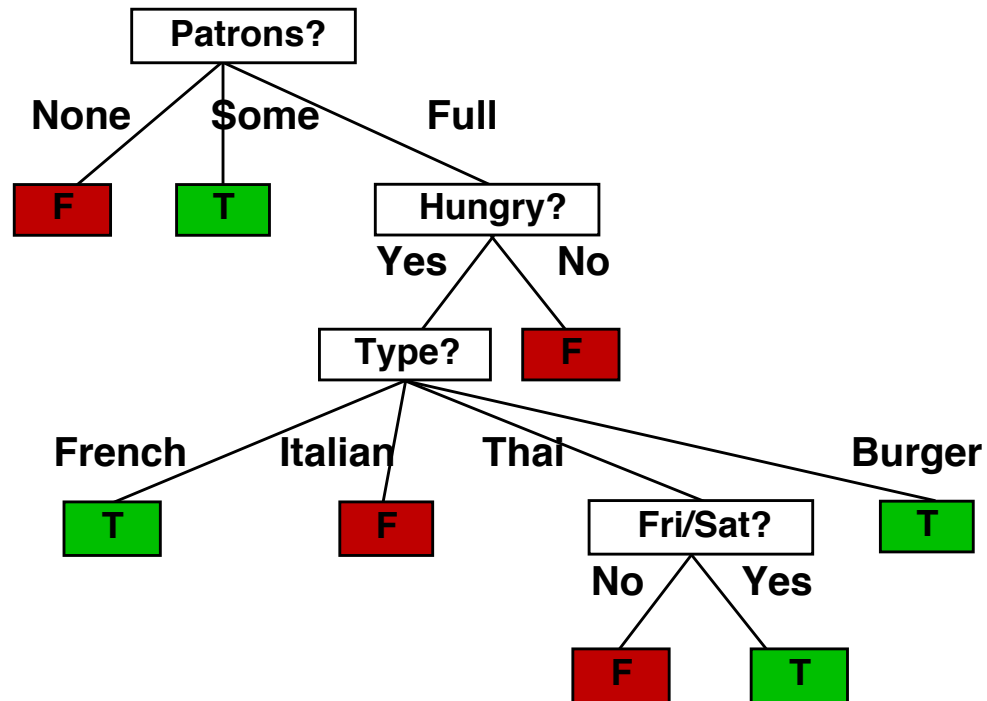 Patrons?
None Some Full
F T Hungry?
Yes No
Type? F
French Italian Thai Burger
T F Fri/Sat? T
No Yes
F T